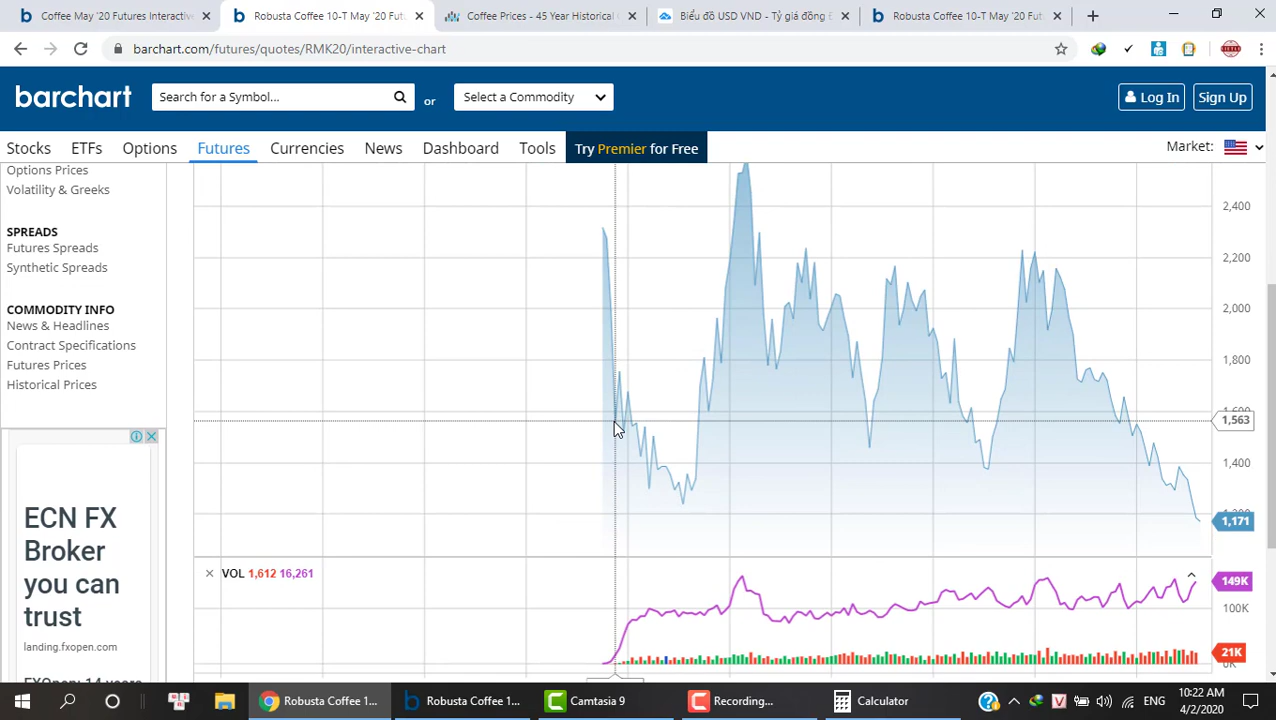 Coffee May '20 Futures Interactiv
Robusta Coffee 10-T May '20 Fut
Coffee Prices - 45 Year Historical
Biểu đồ USD VND - Tỷ giá đồng
Robusta Coffee 10-T May '20 Fut
barchart.com/futures/quotes/RMK20/interactive-chart
barchart
Search for a Symbol...
or
Select a Commodity
Log In
Sign Up
Stocks
ETFs
Options
Futures
Currencies
News
Dashboard
Tools
Try Premier for Free
Market:
Options Prices
Volatility & Greeks
SPREADS
Futures Spreads
Synthetic Spreads
COMMODITY INFO
News & Headlines
Contract Specifications
Futures Prices
Historical Prices
ECN FX
Broker
you can
trust
landing.fxopen.com
2,400
2,200
2,000
1,800
1,563
1,400
1,171
VOL 1,612 16,261
149K
100K
21K
0K
Robusta Coffee 1...
Robusta Coffee 1...
Camtasia 9
Recording...
Calculator
ENG
10:22 AM
4/2/2020